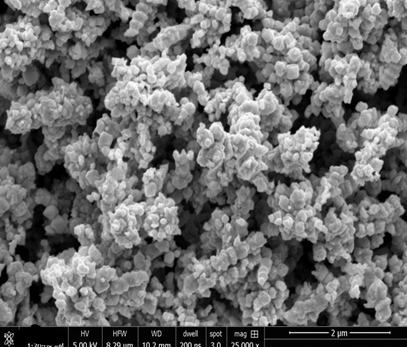 HV HFW WD dwell spot mag 2 μm
5.00 kV 8.29 μm 10.2 mm 200 ns 3.0 25 000 x